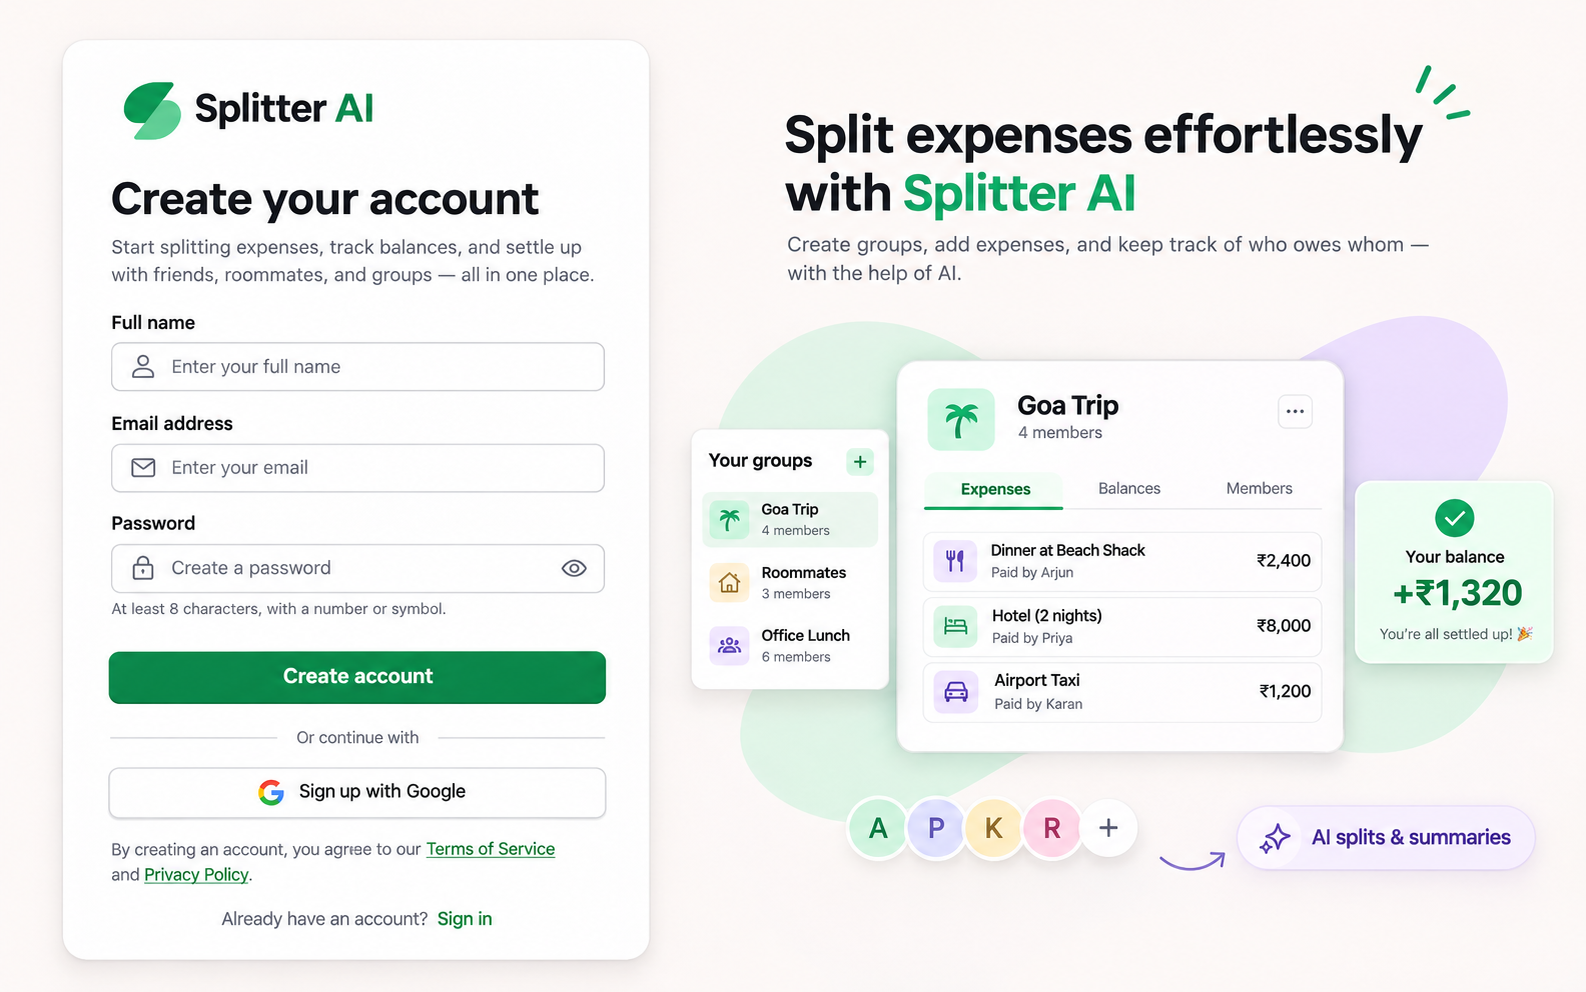 Splitter AI
Create your account
Start splitting expenses, track balances, and settle up
with friends, roommates, and groups — all in one place.
Full name
Enter your full name
Email address
Enter your email
Password
Create a password
At least 8 characters, with a number or symbol.
Create account
Or continue with
Sign up with Google
By creating an account, you agree to our Terms of Service
and Privacy Policy.
Already have an account? Sign in
Split expenses effortlessly
with Splitter AI
Create groups, add expenses, and keep track of who owes whom —
with the help of AI.
Your groups
+
Goa Trip
4 members
Roommates
3 members
Office Lunch
6 members
Goa Trip
4 members
Expenses Balances Members
Dinner at Beach Shack
Paid by Arjun
₹2,400
Hotel (2 nights)
Paid by Priya
₹8,000
Airport Taxi
Paid by Karan
₹1,200
Your balance
+₹1,320
You're all settled up! 🎉
A P K R +
AI splits & summaries